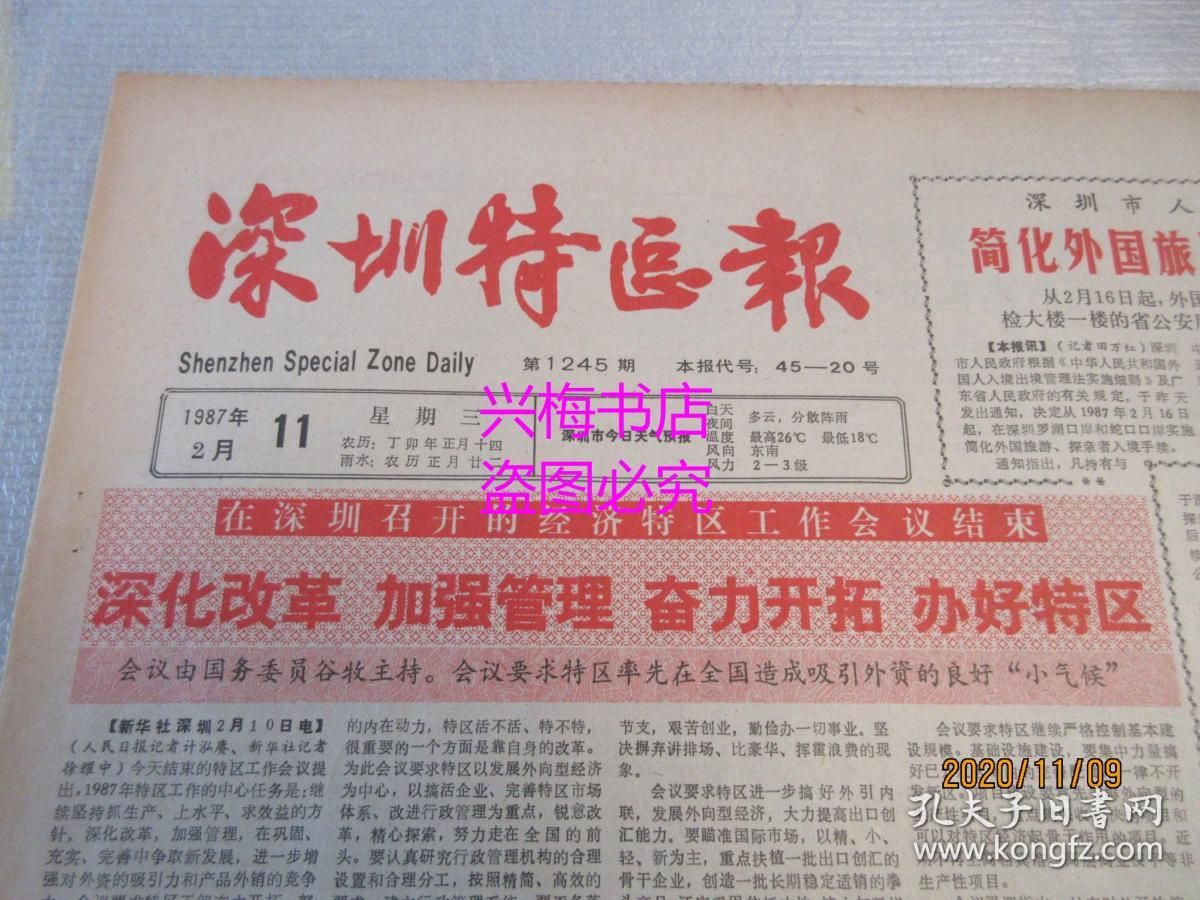 深圳特区報
Shenzhen Special Zone Daily
第1245期
本报代号：45—20号
1987年
2月
11
星期三
农历：丁卯年正月十四
雨水：农历正月廿二
深圳市今日天气预报
白天
夜间
多云，分散阵雨
温度 最高26℃ 最低18℃
风向 东南
风力 2—3级
深圳市人
简化外国旅
从2月16日起，外国
检大楼一楼的省公安
【本报讯】（记者田万红）深圳
市人民政府根据《中华人民共和国外
国人入境出境管理法实施细则》及广
东省人民政府的有关规定，于昨天
发出通知，决定从1987年2月16日
起，在深圳罗湖口岸和蛇口口岸实施
简化外国旅游、探亲者入境手续。
通知指出，凡持有与
在深圳召开的经济特区工作会议结束
深化改革 加强管理 奋力开拓 办好特区
会议由国务委员谷牧主持。会议要求特区率先在全国造成吸引外资的良好“小气候”
【新华社深圳2月10日电】
（人民日报记者计泓赓、新华社记者
徐耀中）今天结束的特区工作会议提
出，1987年特区工作的中心任务是：继
续坚持抓生产、上水平、求效益的方
针，深化改革，加强管理，在巩固、
充实、完善中争取新发展，进一步增
强对外资的吸引力和产品外销的竞争
的内在动力，特区活不活、特不特，
很重要的一个方面是靠自身的改革。
为此会议要求特区以发展外向型经济
为中心，以搞活企业、完善特区市场
体系、改进行政管理为重点，锐意改
革，精心探索，努力走在全国的前
头。要认真研究行政管理机构的合理
设置和合理分工，按照精简、高效的
节支，艰苦创业，勤俭办一切事业。坚
决摒弃讲排场、比豪华、挥霍浪费的现
象。
会议要求特区进一步搞好外引内
联，发展外向型经济，大力提高出口创
汇能力。要瞄准国际市场，以精、小、
轻、新为主，重点扶植一批出口创汇的
骨干企业，创造一批长期稳定适销的拳
会议要求特区继续严格控制基本建
设规模。基础设施建设，要集中力量搞
生产性项目。
兴梅书店
盗图必究
2020/11/09
孔夫子旧书网
www.kongfz.com